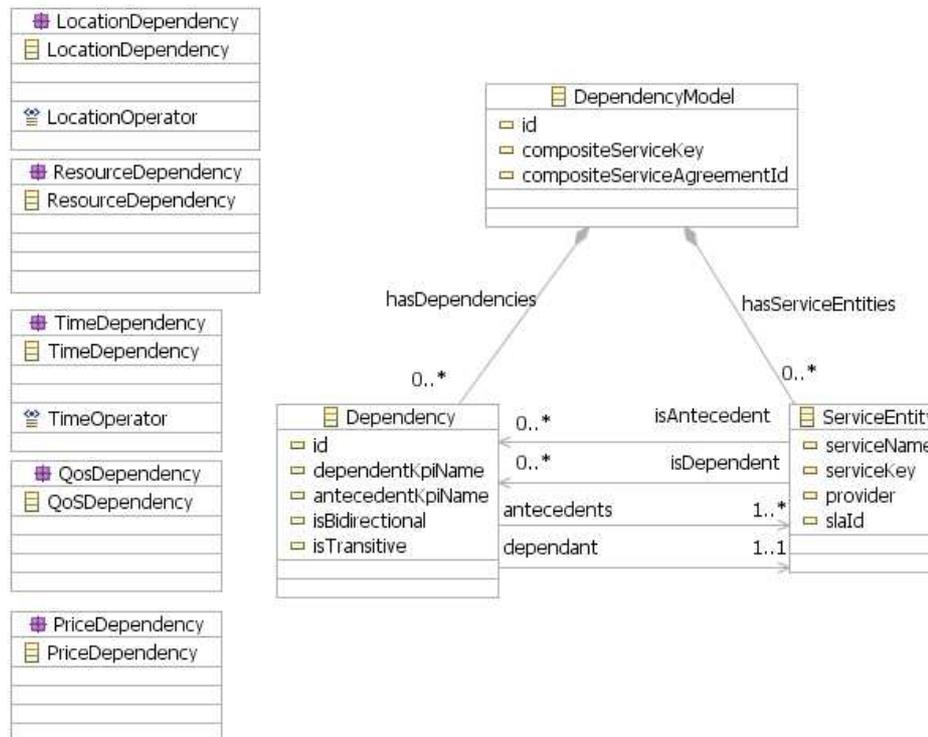 LocationDependency
LocationDependency
LocationOperator
ResourceDependency
ResourceDependency
TimeDependency
TimeDependency
TimeOperator
QosDependency
QoSDependency
PriceDependency
PriceDependency
DependencyModel
id
compositeServiceKey
compositeServiceAgreementId
hasDependencies
hasServiceEntities
0..*
0..*
Dependency
id
dependentKpiName
antecedentKpiName
isBidirectional
isTransitive
0..* isAntecedent
0..* isDependent
antecedents 1..*
dependant 1..1
ServiceEntit
serviceName
serviceKey
provider
slaId